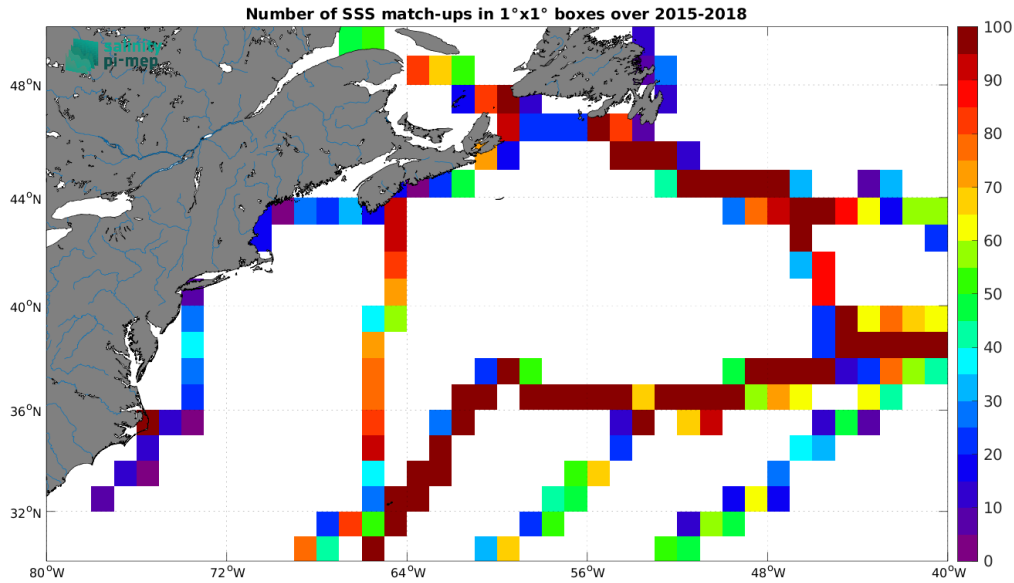 Number of SSS match-ups in 1°x1° boxes over 2015-2018
salinity
pi-mep
48°N
44°N
40°N
36°N
32°N
80°W 72°W 64°W 56°W 48°W 40°W
100
90
80
70
60
50
40
30
20
10
0